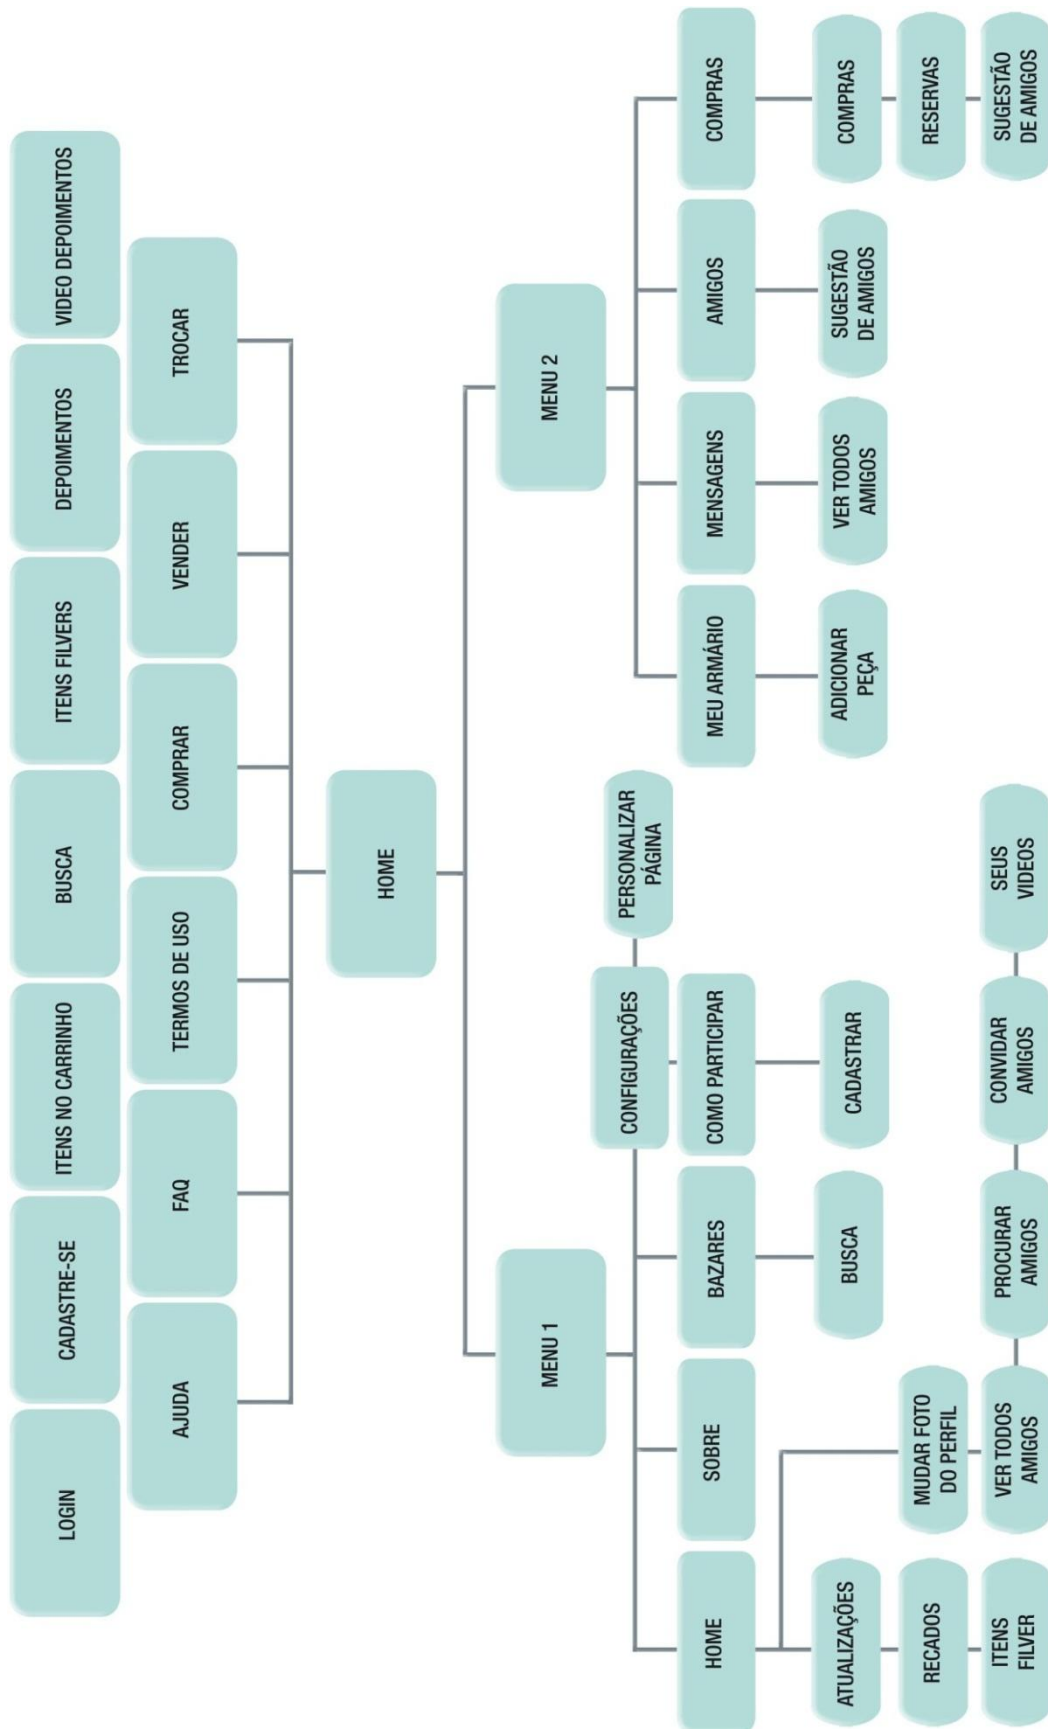 LOGIN
CADASTRE-SE
ITENS NO CARRINHO
BUSCA
ITENS FILVERS
DEPOIMENTOS
VIDEO DEPOIMENTOS
AJUDA
FAQ
TERMOS DE USO
COMPRAR
VENDER
TROCAR
HOME
MENU 1
MENU 2
CONFIGURAÇÕES
PERSONALIZAR
PÁGINA
HOME
SOBRE
BAZARES
COMO PARTICIPAR
MEU ARMÁRIO
MENSAGENS
AMIGOS
COMPRAS
ATUALIZAÇÕES
BUSCA
CADASTRAR
ADICIONAR
PEÇA
VER TODOS
AMIGOS
SUGESTÃO
DE AMIGOS
COMPRAS
RECADOS
MUDAR FOTO
DO PERFIL
RESERVAS
ITENS
FILVER
VER TODOS
AMIGOS
PROCURAR
AMIGOS
CONVIDAR
AMIGOS
SEUS
VIDEOS
SUGESTÃO
DE AMIGOS